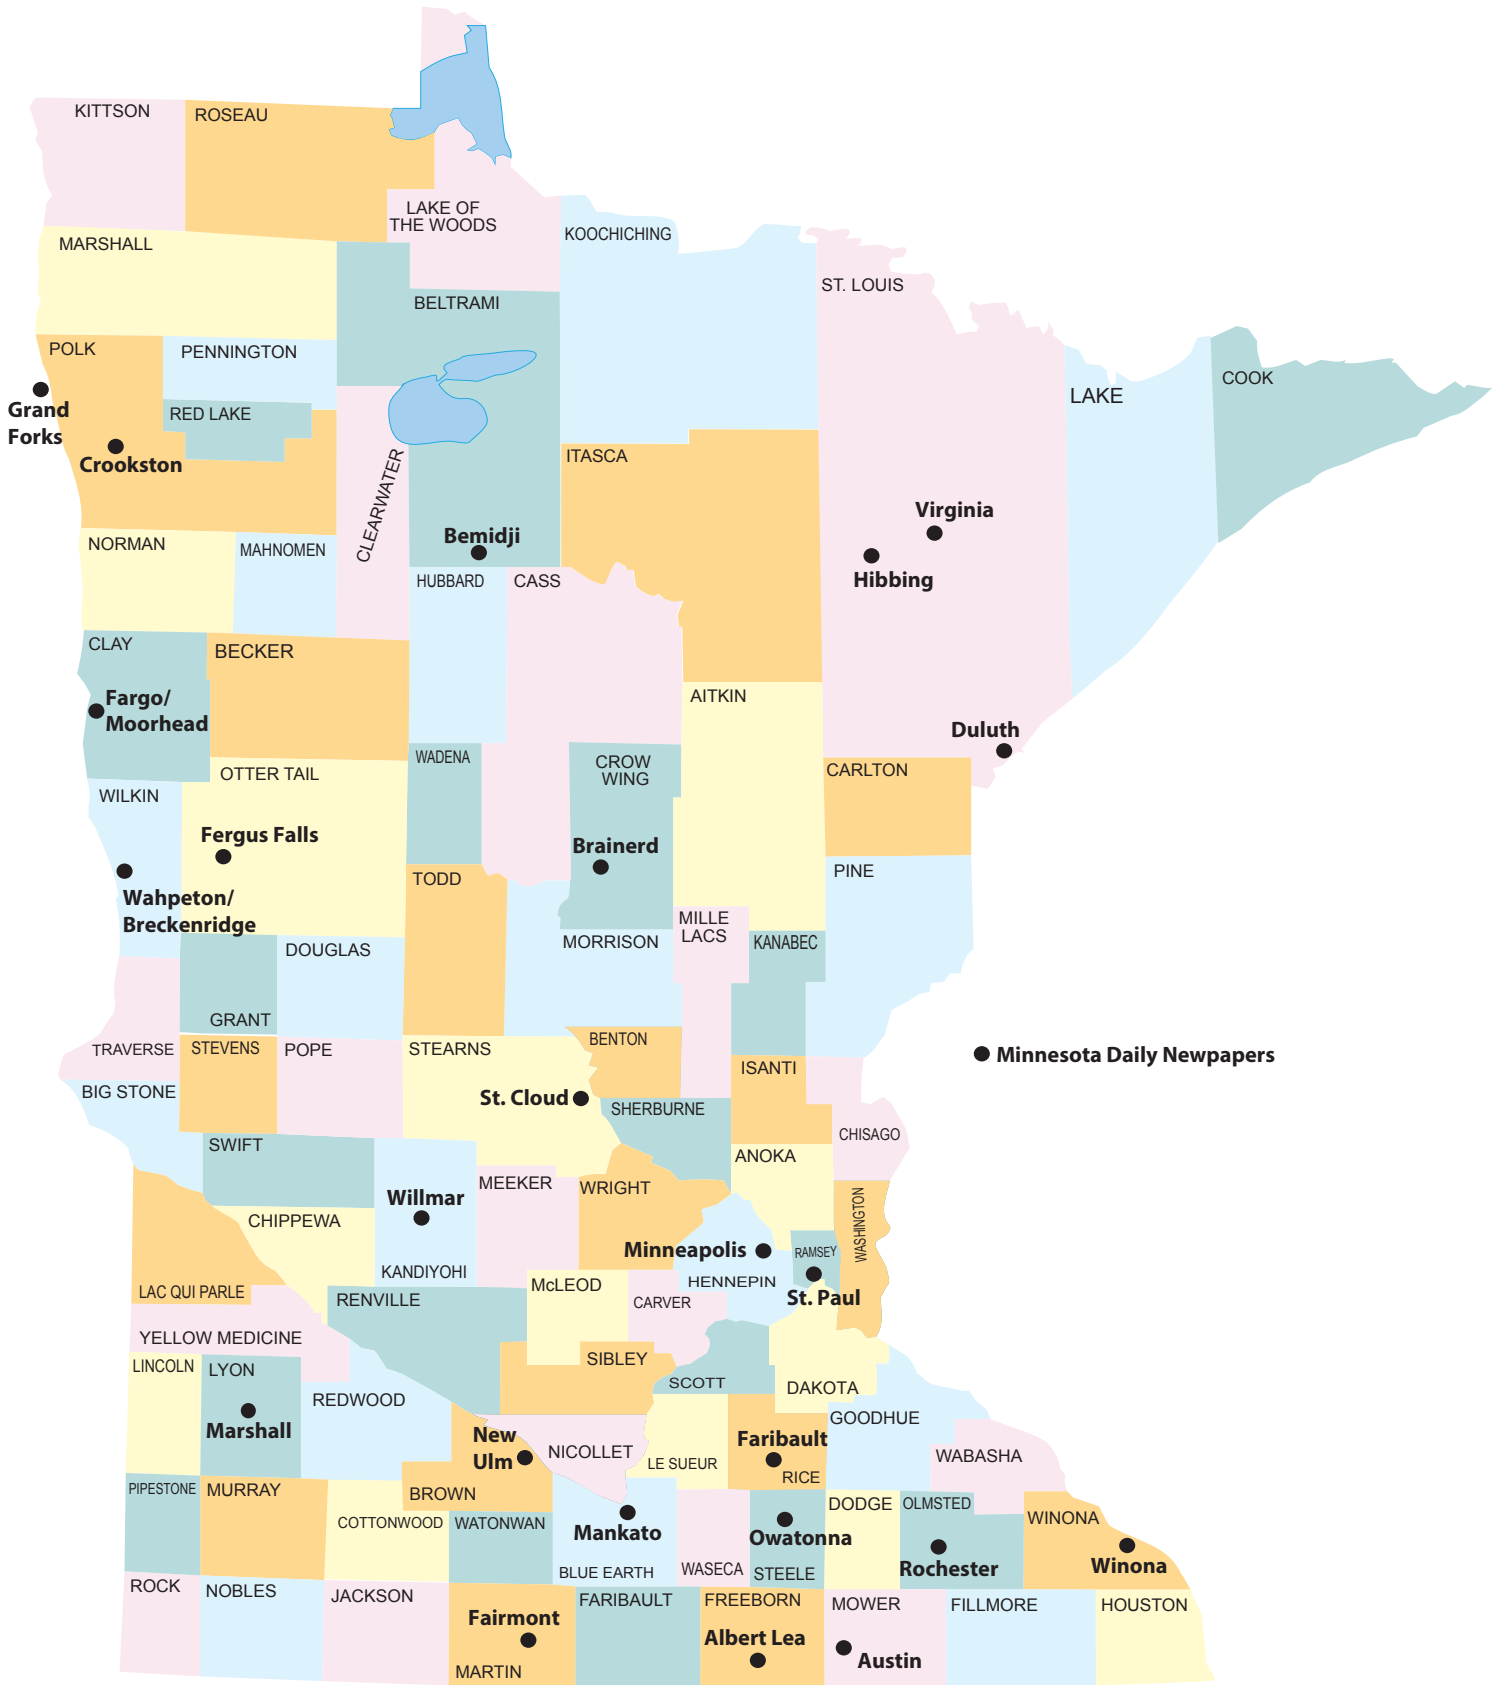 KITTSON
ROSEAU
LAKE OF
THE WOODS
KOOCHICHING
MARSHALL
ST. LOUIS
BELTRAMI
POLK
PENNINGTON
COOK
LAKE
Grand
Forks
RED LAKE
Crookston
ITASCA
CLEARWATER
Virginia
Bemidji
NORMAN
MAHNOMEN
Hibbing
HUBBARD
CASS
CLAY
BECKER
Fargo/
Moorhead
AITKIN
Duluth
WADENA
CROW
WING
OTTER TAIL
CARLTON
WILKIN
Fergus Falls
Brainerd
PINE
TODD
Wahpeton/
Breckenridge
MILLE
LACS
MORRISON
KANABEC
DOUGLAS
GRANT
BENTON
TRAVERSE
STEVENS
POPE
STEARNS
Minnesota Daily Newpapers
ISANTI
BIG STONE
St. Cloud
SHERBURNE
CHISAGO
SWIFT
ANOKA
MEEKER
WRIGHT
Willmar
WASHINGTON
CHIPPEWA
Minneapolis
RAMSEY
KANDIYOHI
HENNEPIN
McLEOD
LAC QUI PARLE
RENVILLE
CARVER
St. Paul
YELLOW MEDICINE
LINCOLN
LYON
SIBLEY
SCOTT
DAKOTA
REDWOOD
GOODHUE
Marshall
New
Ulm
NICOLLET
Faribault
WABASHA
LE SUEUR
RICE
PIPESTONE
MURRAY
BROWN
DODGE
OLMSTED
COTTONWOOD
WATONWAN
WINONA
Mankato
Owatonna
BLUE EARTH
WASECA
STEELE
Rochester
Winona
ROCK
NOBLES
JACKSON
FARIBAULT
FREEBORN
MOWER
FILLMORE
HOUSTON
Fairmont
Albert Lea
Austin
MARTIN